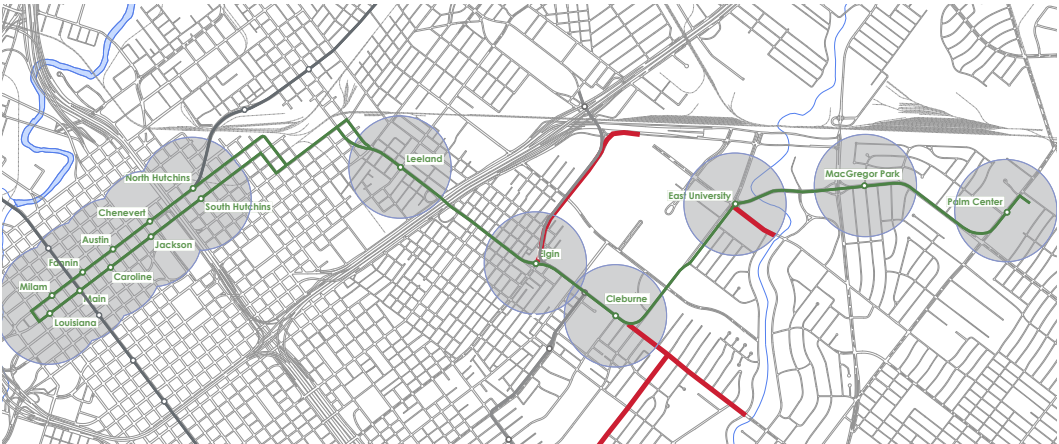 Leeland
North Hutchins
South Hutchins
MacGregor Park
East University
Palm Center
Chenevert
Austin
Jackson
Elgin
Fannin
Caroline
Milam
Main
Cleburne
Louisiana